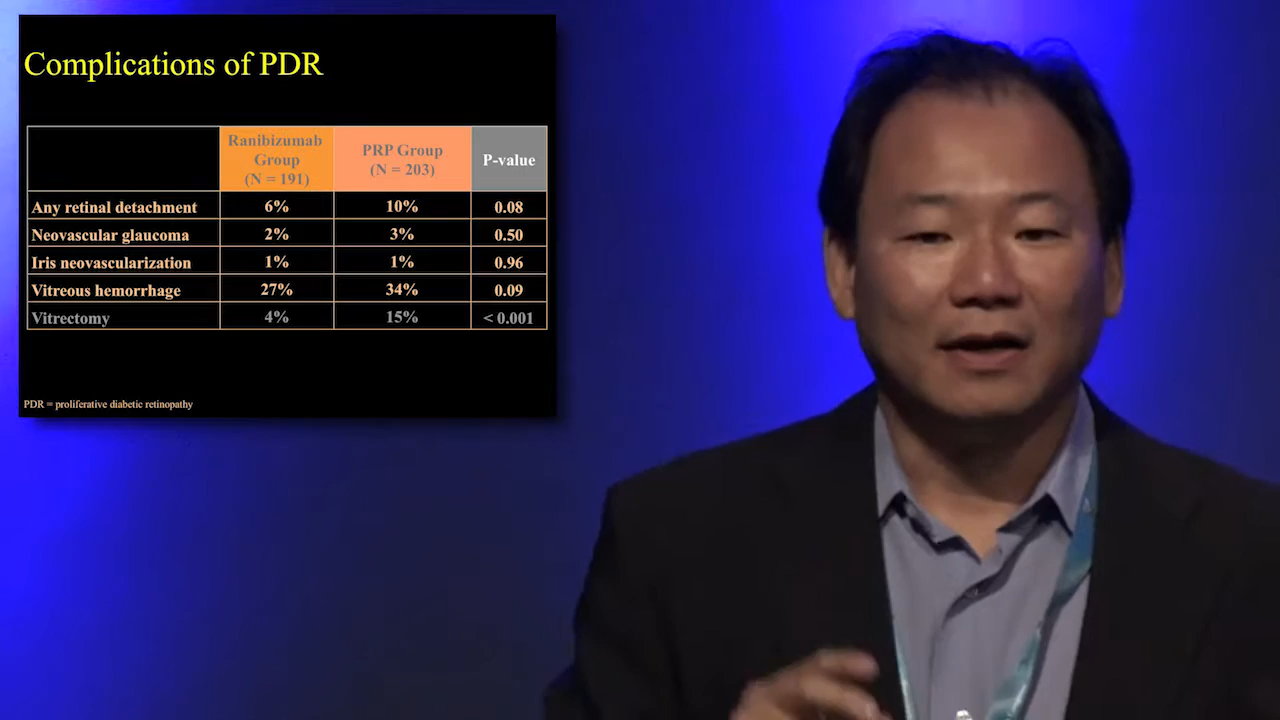 Complications of PDR
Ranibizumab
Group
(N = 191)
PRP Group
(N = 203)
P-value
Any retinal detachment 6% 10% 0.08
Neovascular glaucoma 2% 3% 0.50
Iris neovascularization 1% 1% 0.96
Vitreous hemorrhage 27% 34% 0.09
Vitrectomy 4% 15% < 0.001
PDR = proliferative diabetic retinopathy